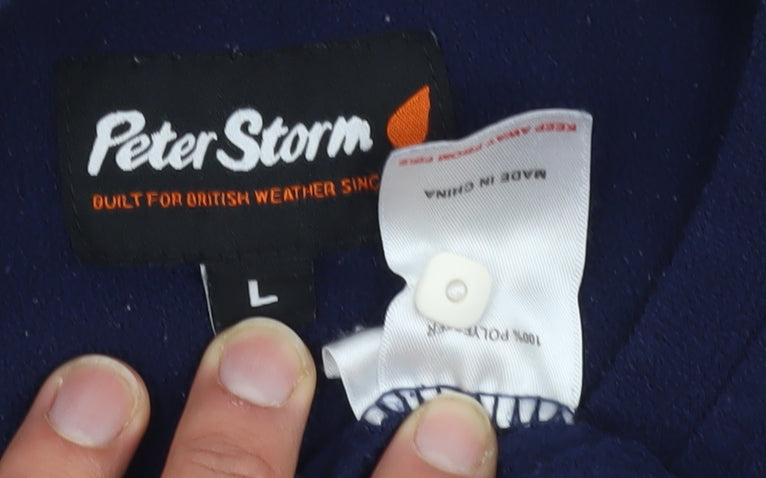 Peter Storm
BUILT FOR BRITISH WEATHER SINC
L
KEEP AWAY FROM FIRE
MADE IN CHINA
100% POLYESTER